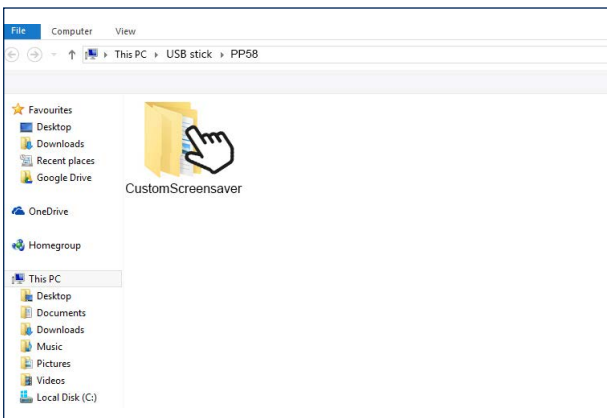 File Computer View
This PC USB stick PP58
Favourites
Desktop
Downloads
Recent places
Google Drive
OneDrive
Homegroup
This PC
Desktop
Documents
Downloads
Music
Pictures
Videos
Local Disk (C:)
CustomScreensaver